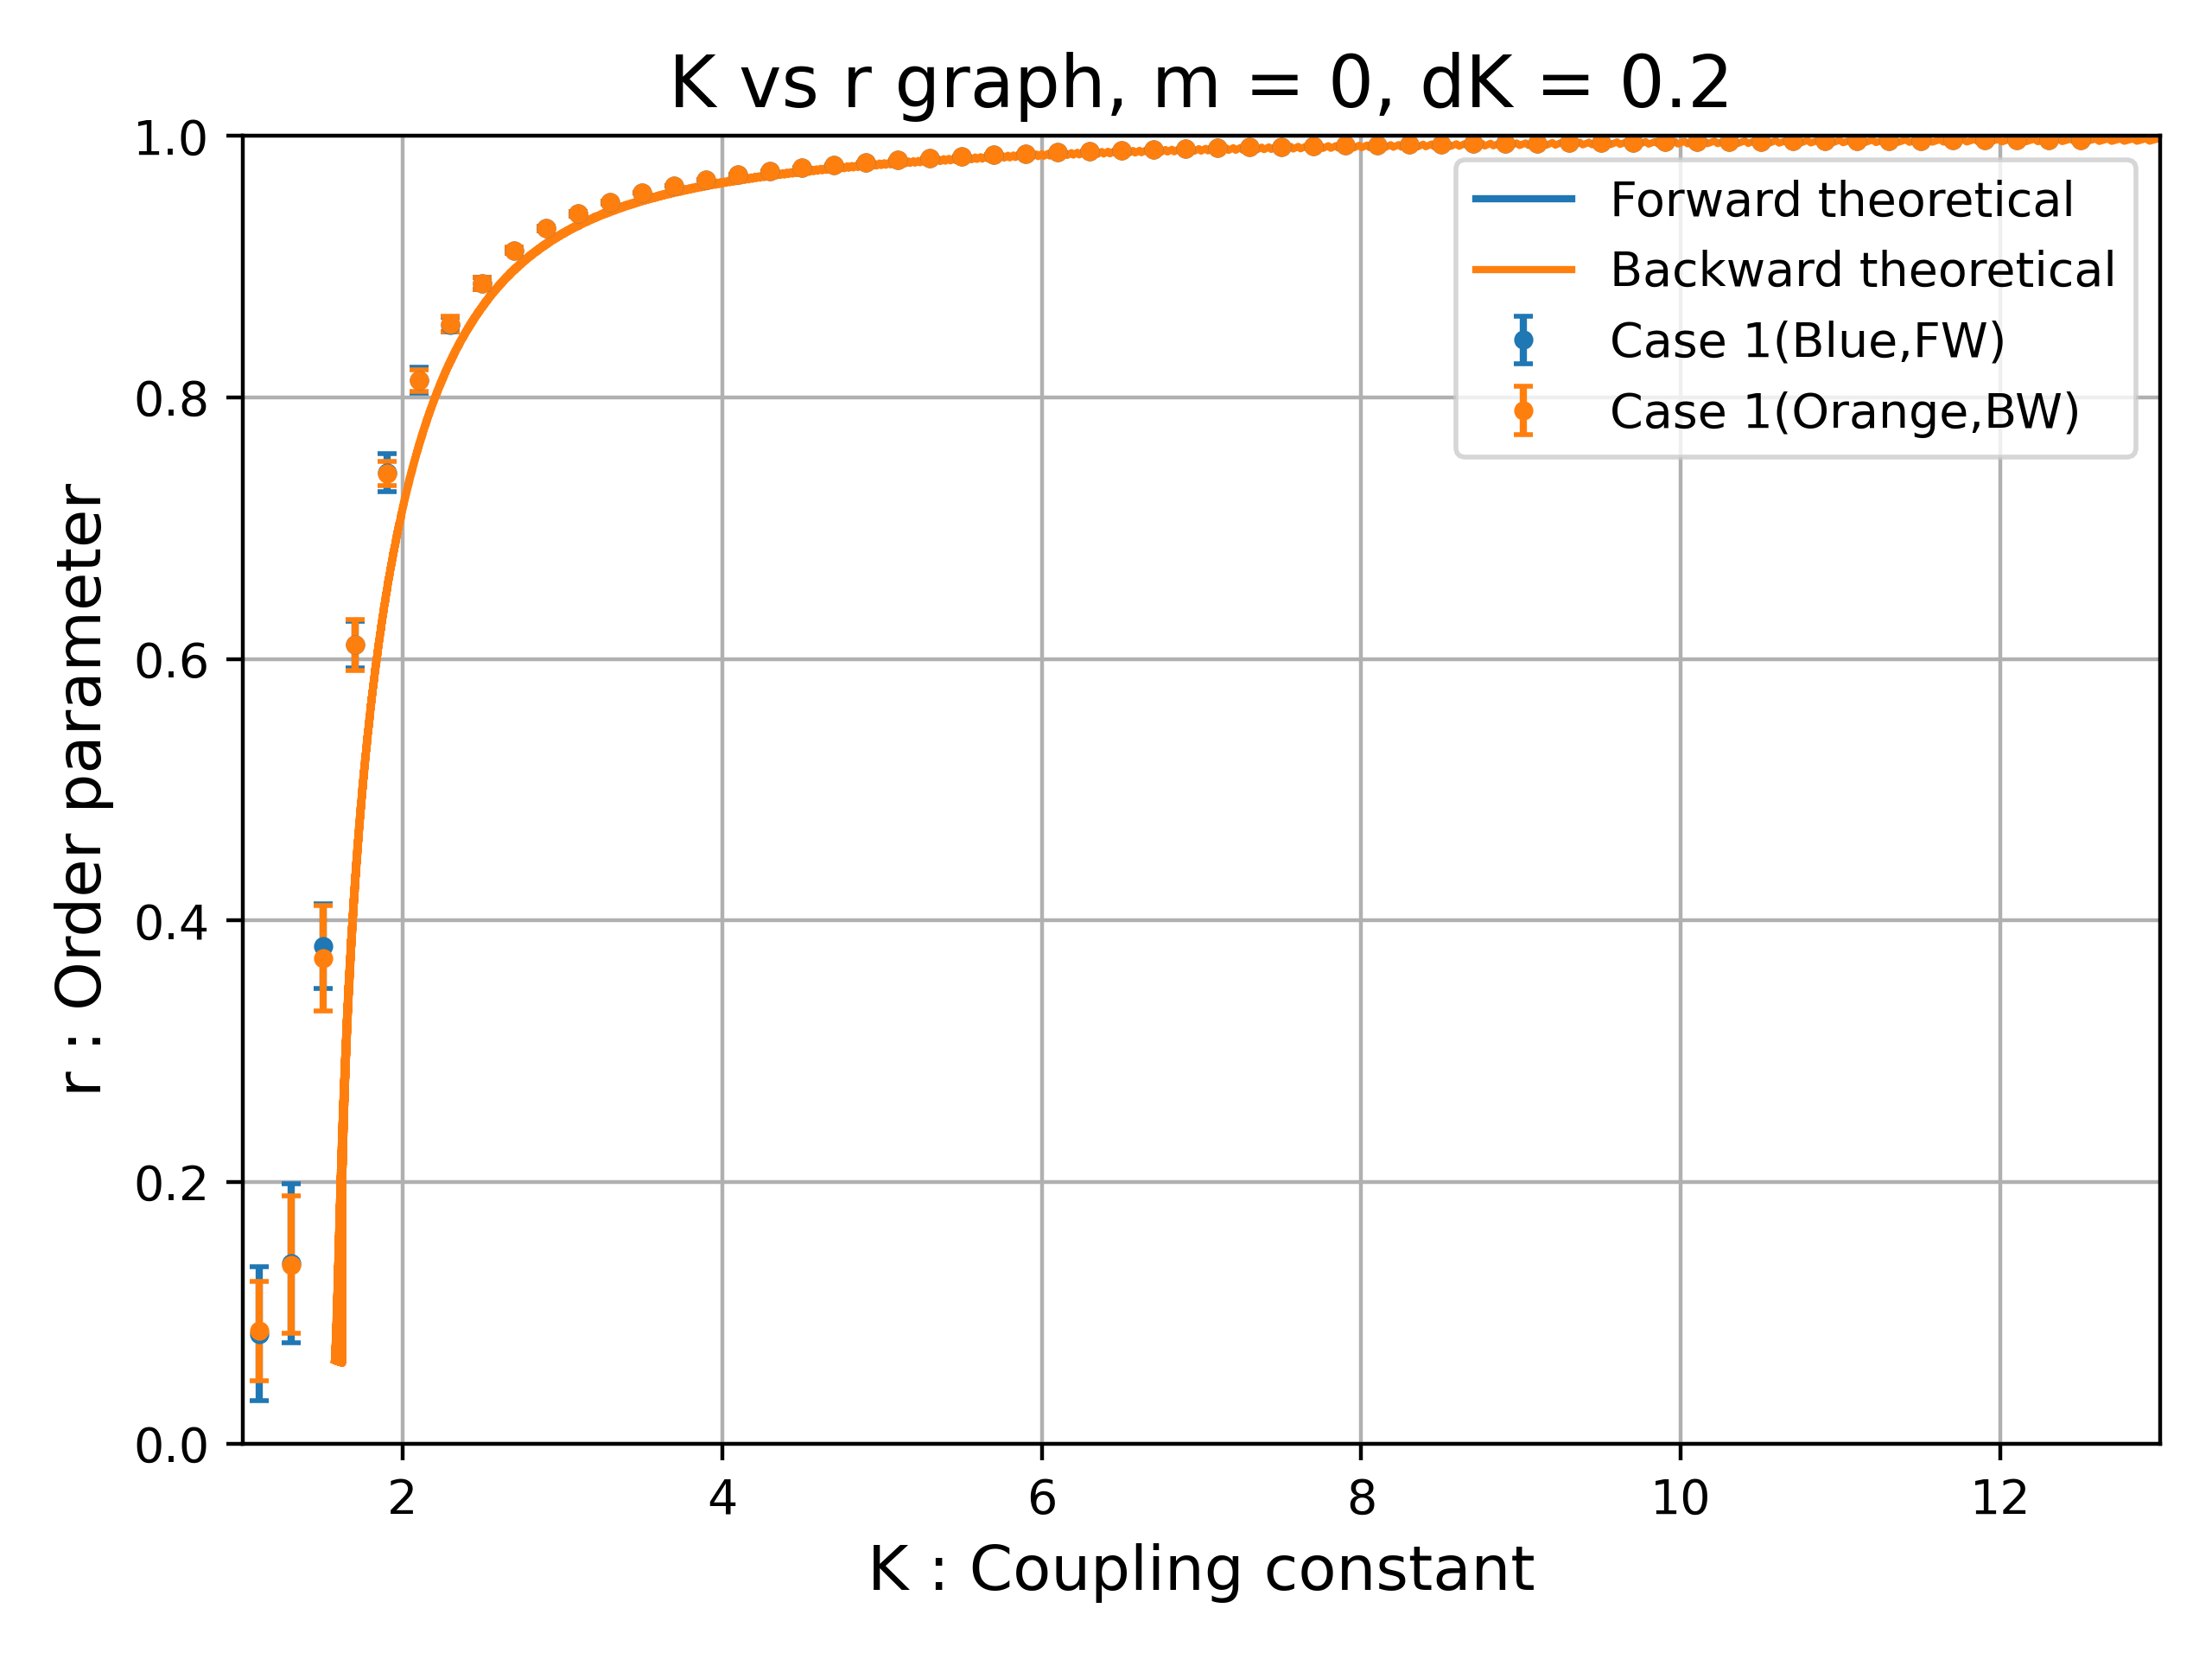 K vs r graph, m = 0, dK = 0.2
1.0
0.8
0.6
0.4
0.2
0.0
r : Order parameter
Forward theoretical
Backward theoretical
Case 1(Blue,FW)
Case 1(Orange,BW)
2 4 6 8 10 12
K : Coupling constant